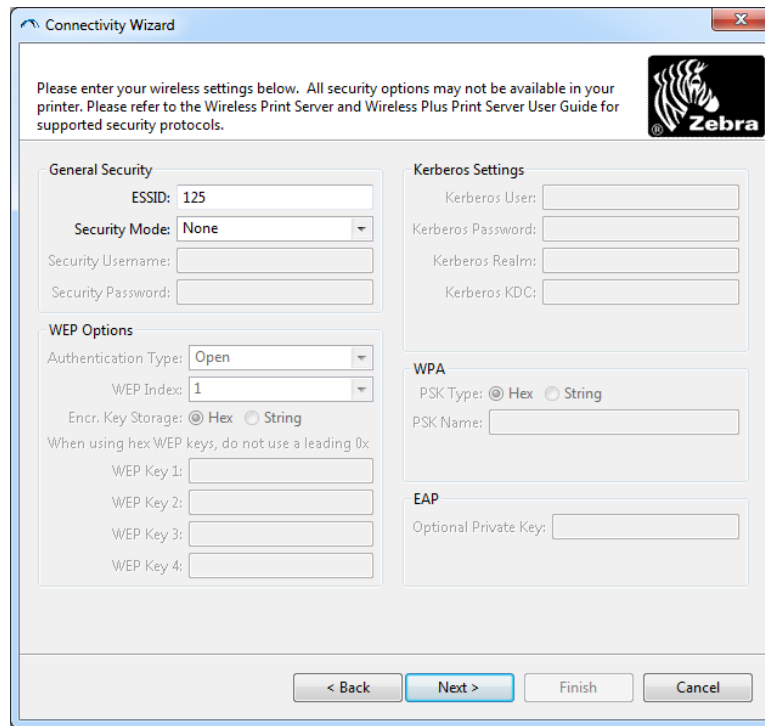 Connectivity Wizard
Please enter your wireless settings below. All security options may not be available in your
printer. Please refer to the Wireless Print Server and Wireless Plus Print Server User Guide for
supported security protocols.
® Zebra
General Security
ESSID: 125
Security Mode: None
Security Username:
Security Password:
WEP Options
Authentication Type: Open
WEP Index: 1
Encr. Key Storage: Hex String
When using hex WEP keys, do not use a leading 0x
WEP Key 1:
WEP Key 2:
WEP Key 3:
WEP Key 4:
Kerberos Settings
Kerberos User:
Kerberos Password:
Kerberos Realm:
Kerberos KDC:
WPA
PSK Type: Hex String
PSK Name:
EAP
Optional Private Key:
< Back Next > Finish Cancel